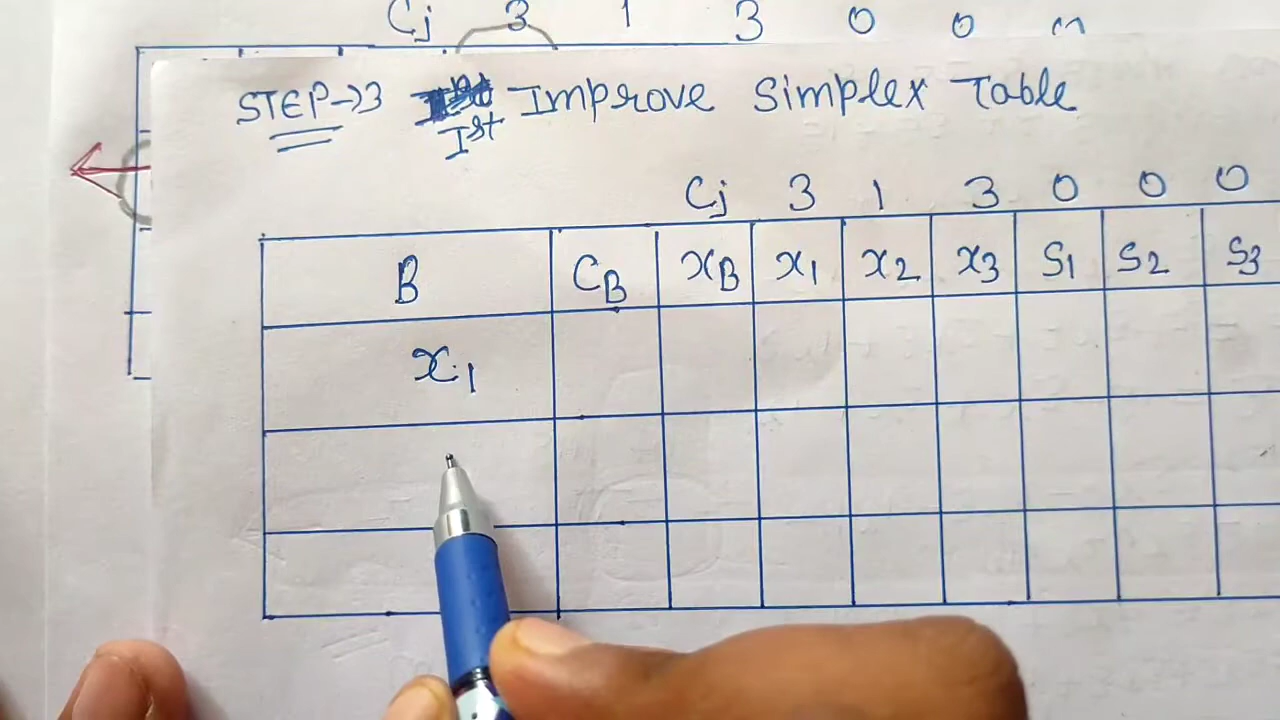 Cj 3 1 3 0 0
STEP→3 Ist Improve Simplex Table
Cj 3 1 3 0 0 0
B CB xB x1 x2 x3 S1 S2 S3
x1